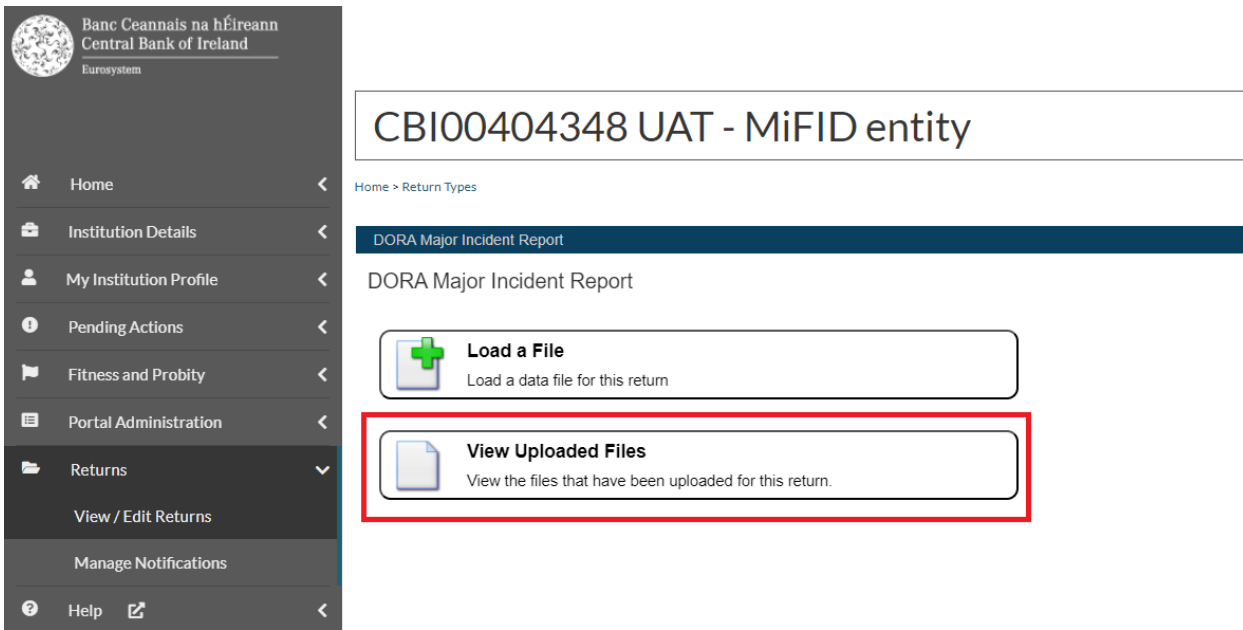 Banc Ceannais na hÉireann
Central Bank of Ireland
Eurosystem
Home
Institution Details
My Institution Profile
Pending Actions
Fitness and Probity
Portal Administration
Returns
View / Edit Returns
Manage Notifications
Help
CBI00404348 UAT - MiFID entity
Home > Return Types
DORA Major Incident Report
DORA Major Incident Report
Load a File
Load a data file for this return
View Uploaded Files
View the files that have been uploaded for this return.